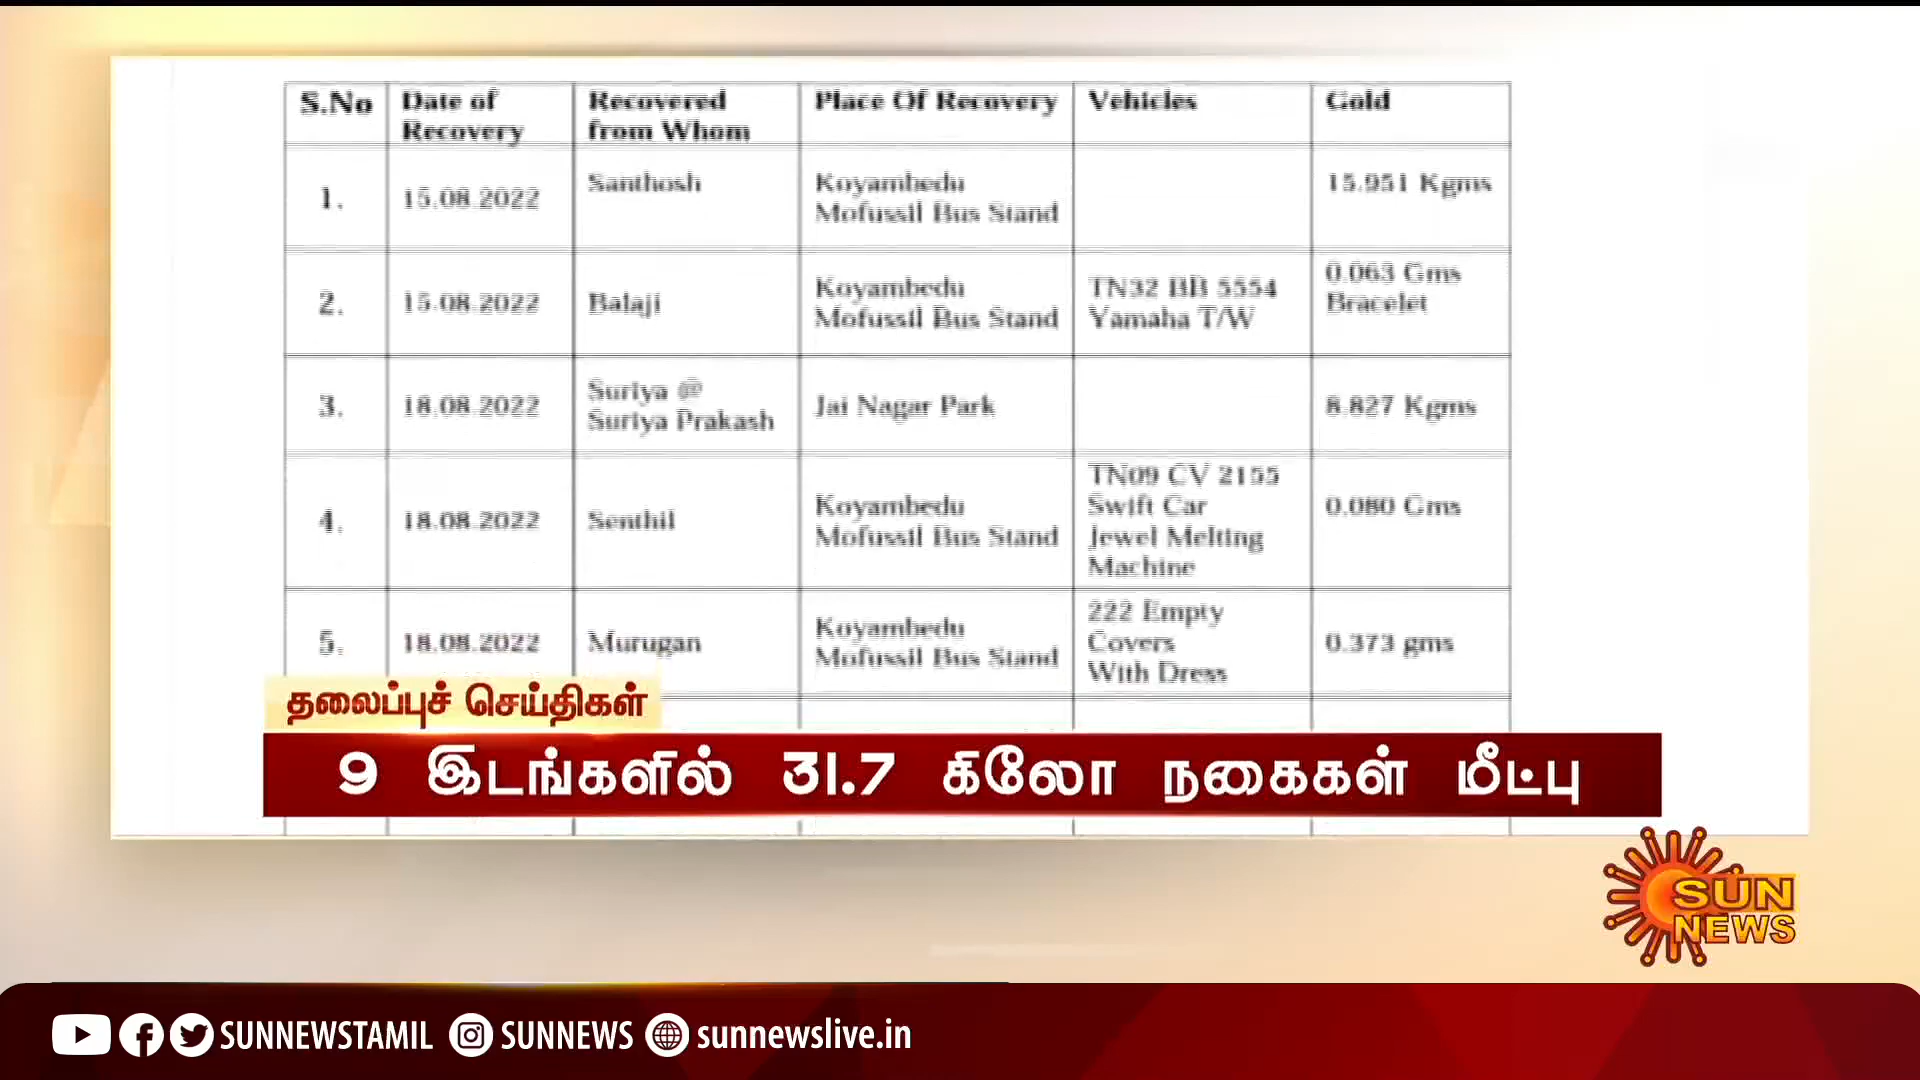 S.No Date of Recovery Recovered from Whom Place Of Recovery Vehicles Gold
1. 15.08.2022 Santhosh Koyambedu Mofussil Bus Stand 15.951 Kgms
2. 15.08.2022 Balaji Koyambedu Mofussil Bus Stand TN32 BB 5554 Yamaha T/W 0.063 Gms Bracelet
3. 18.08.2022 Suriya @ Suriya Prakash Jai Nagar Park 8.827 Kgms
4. 18.08.2022 Senthil Koyambedu Mofussil Bus Stand TN09 CV 2155 Swift Car Jewel Melting Machine 0.080 Gms
5. 18.08.2022 Murugan Koyambedu Mofussil Bus Stand 222 Empty Covers With Dress 0.373 gms
தலைப்புச் செய்திகள்
9 இடங்களில் 31.7 கிலோ நகைகள் மீட்பு
SUN
NEWS
SUNNEWSTAMIL SUNNEWS sunnewslive.in